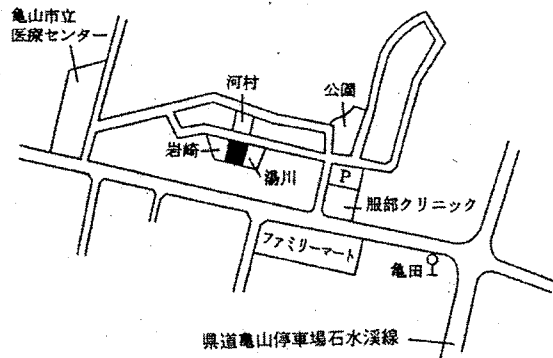 亀山市立
医療センター
河村
公園
岩崎
湯川
P
服部クリニック
ファミリーマート
亀田
県道亀山停車場石水渓線